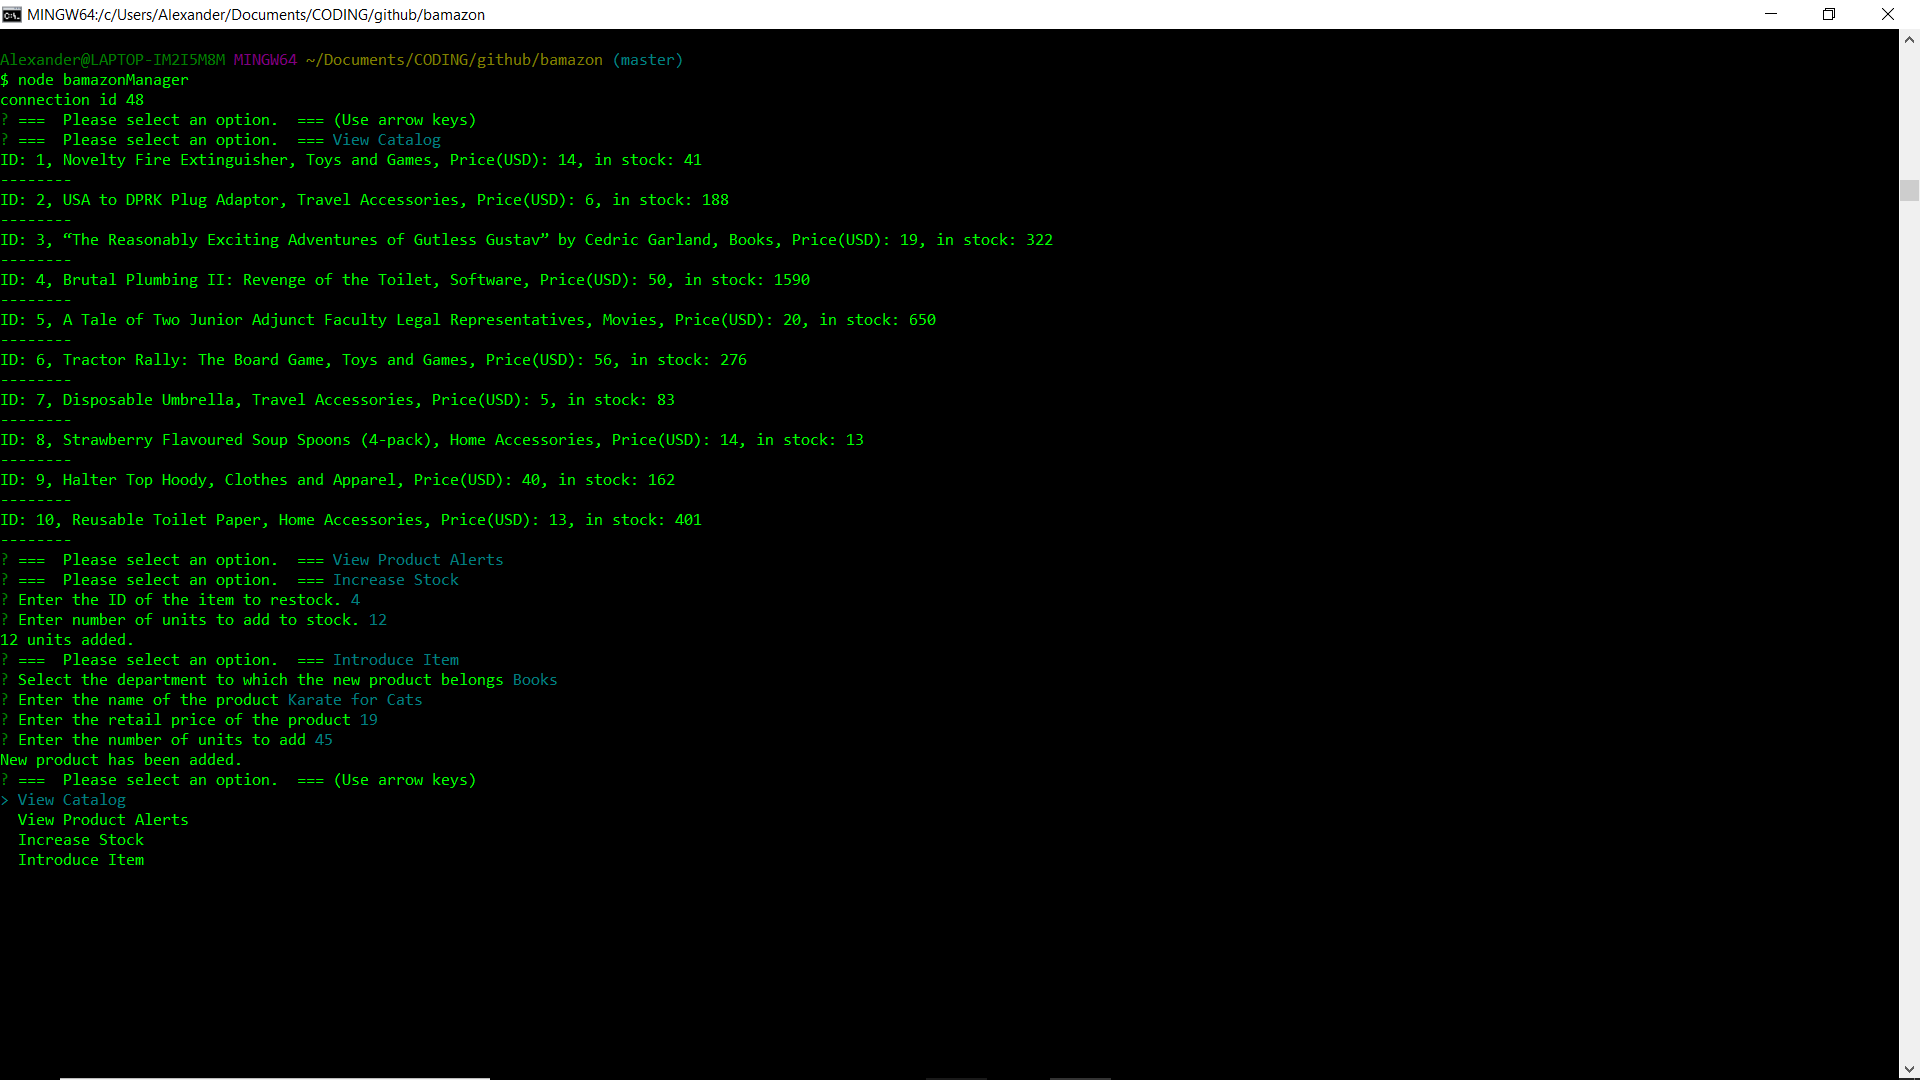 MINGW64:/c/Users/Alexander/Documents/CODING/github/bamazon
Alexander@LAPTOP-IM2I5M8M MINGW64 ~/Documents/CODING/github/bamazon (master)
$ node bamazonManager
connection id 48
? ===  Please select an option.  === (Use arrow keys)
? ===  Please select an option.  === View Catalog
ID: 1, Novelty Fire Extinguisher, Toys and Games, Price(USD): 14, in stock: 41
--------
ID: 2, USA to DPRK Plug Adaptor, Travel Accessories, Price(USD): 6, in stock: 188
--------
ID: 3, “The Reasonably Exciting Adventures of Gutless Gustav” by Cedric Garland, Books, Price(USD): 19, in stock: 322
--------
ID: 4, Brutal Plumbing II: Revenge of the Toilet, Software, Price(USD): 50, in stock: 1590
--------
ID: 5, A Tale of Two Junior Adjunct Faculty Legal Representatives, Movies, Price(USD): 20, in stock: 650
--------
ID: 6, Tractor Rally: The Board Game, Toys and Games, Price(USD): 56, in stock: 276
--------
ID: 7, Disposable Umbrella, Travel Accessories, Price(USD): 5, in stock: 83
--------
ID: 8, Strawberry Flavoured Soup Spoons (4-pack), Home Accessories, Price(USD): 14, in stock: 13
--------
ID: 9, Halter Top Hoody, Clothes and Apparel, Price(USD): 40, in stock: 162
--------
ID: 10, Reusable Toilet Paper, Home Accessories, Price(USD): 13, in stock: 401
--------
? ===  Please select an option.  === View Product Alerts
? ===  Please select an option.  === Increase Stock
? Enter the ID of the item to restock. 4
? Enter number of units to add to stock. 12
12 units added.
? ===  Please select an option.  === Introduce Item
? Select the department to which the new product belongs Books
? Enter the name of the product Karate for Cats
? Enter the retail price of the product 19
? Enter the number of units to add 45
New product has been added.
? ===  Please select an option.  === (Use arrow keys)
> View Catalog
  View Product Alerts
  Increase Stock
  Introduce Item